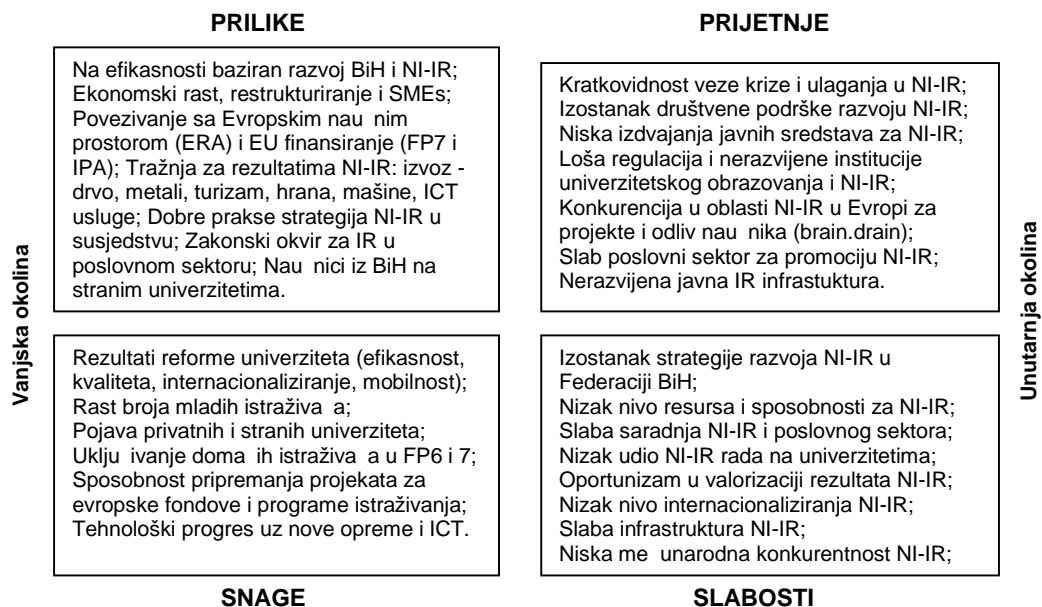 PRILIKE
Na efikasnosti baziran razvoj BiH i NI-IR;
Ekonomski rast, restrukturiranje i SMEs;
Povezivanje sa Evropskim nau nim
prostorom (ERA) i EU finansiranje (FP7 i
IPA); Tražnja za rezultatima NI-IR: izvoz -
drvo, metali, turizam, hrana, mašine, ICT
usluge; Dobre prakse strategija NI-IR u
susjedstvu; Zakonski okvir za IR u
poslovnom sektoru; Nau nici iz BiH na
stranim univerzitetima.
PRIJETNJE
Kratkovidnost veze krize i ulaganja u NI-IR;
Izostanak društvene podrške razvoju NI-IR;
Niska izdvajanja javnih sredstava za NI-IR;
Loša regulacija i nerazvijene institucije
univerzitetskog obrazovanja i NI-IR;
Konkurencija u oblasti NI-IR u Evropi za
projekte i odliv nau nika (brain.drain);
Slab poslovni sektor za promociju NI-IR;
Nerazvijena javna IR infrastuktura.
Vanjska okolina
Unutarnja okolina
Rezultati reforme univerziteta (efikasnost,
kvaliteta, internacionaliziranje, mobilnost);
Rast broja mladih istraživa a;
Pojava privatnih i stranih univerziteta;
Uklju ivanje doma ih istraživa a u FP6 i 7;
Sposobnost pripremanja projekata za
evropske fondove i programe istraživanja;
Tehnološki progres uz nove opreme i ICT.
SNAGE
Izostanak strategije razvoja NI-IR u
Federaciji BiH;
Nizak nivo resursa i sposobnosti za NI-IR;
Slaba saradnja NI-IR i poslovnog sektora;
Nizak udio NI-IR rada na univerzitetima;
Oportunizam u valorizaciji rezultata NI-IR;
Nizak nivo internacionaliziranja NI-IR;
Slaba infrastruktura NI-IR;
Niska me unarodna konkurentnost NI-IR;
SLABOSTI